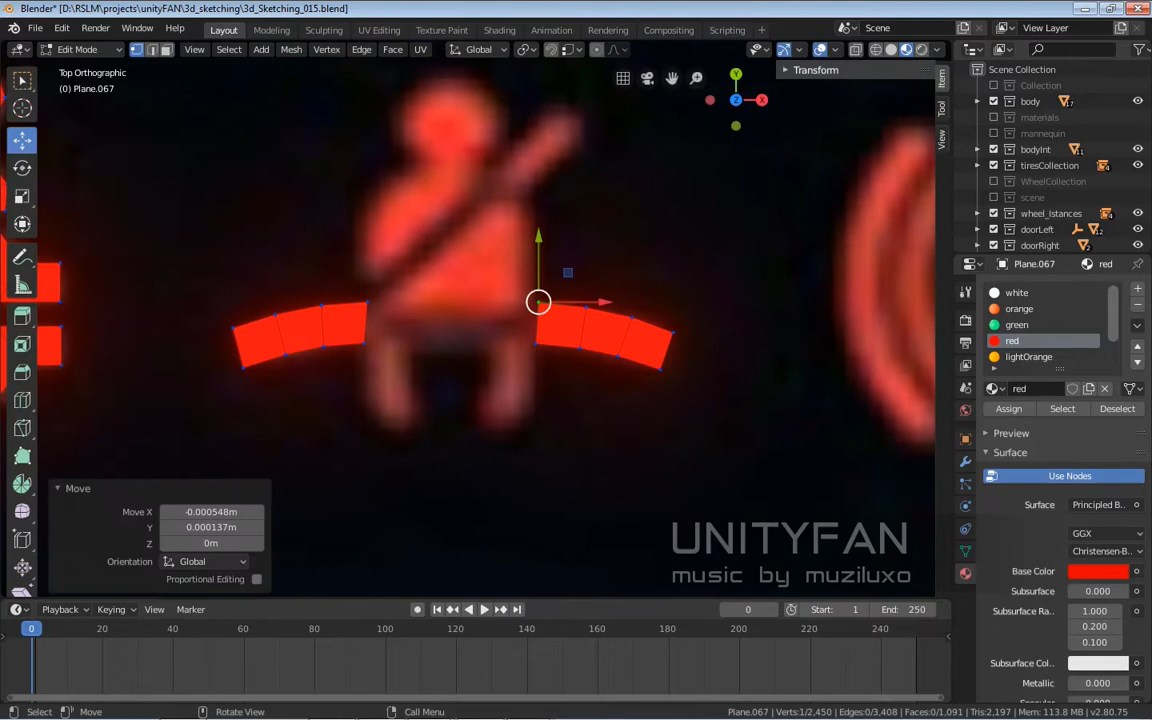 Blender* [D:\RSLM\projects\unityFAN\3d_sketching\3d_Sketching_015.blend]
File Edit Render Window Help Layout Modeling Sculpting UV Editing Texture Paint Shading Animation Rendering Compositing Scripting Scene View Layer
Edit Mode View Select Add Mesh Vertex Edge Face UV Global
Top Orthographic
(0) Plane.067
Y
Z
X
Transform
Item
Tool
View
Scene Collection
Collection
body 17
materials
mannequin
bodyInt 11
tiresCollection 4
WheelCollection
scene
wheel_Istances 4
doorLeft 12
doorRight 2
Plane.067 red
white
orange
green
red
lightOrange
red
Assign Select Deselect
Preview
Surface
Use Nodes
Surface Principled B..
GGX
Christensen-B..
Base Color
Subsurface 0.000
Subsurface Ra.. 1.000
0.200
0.100
Subsurface Col..
Metallic 0.000
Move
Move X -0.000548m
Y 0.000137m
Z 0m
Orientation Global
Proportional Editing
UNITYFAN
music by muziluxo
Playback Keying View Marker 0 Start: 1 End: 250
0 20 40 60 80 100 120 140 160 180 200 220 240
Select Move Rotate View Call Menu Plane.067 | Verts:1/2,450 | Edges:0/3,408 | Faces:0/1,091 | Tris:2,197 | Mem: 113.8 MB | v2.80.75